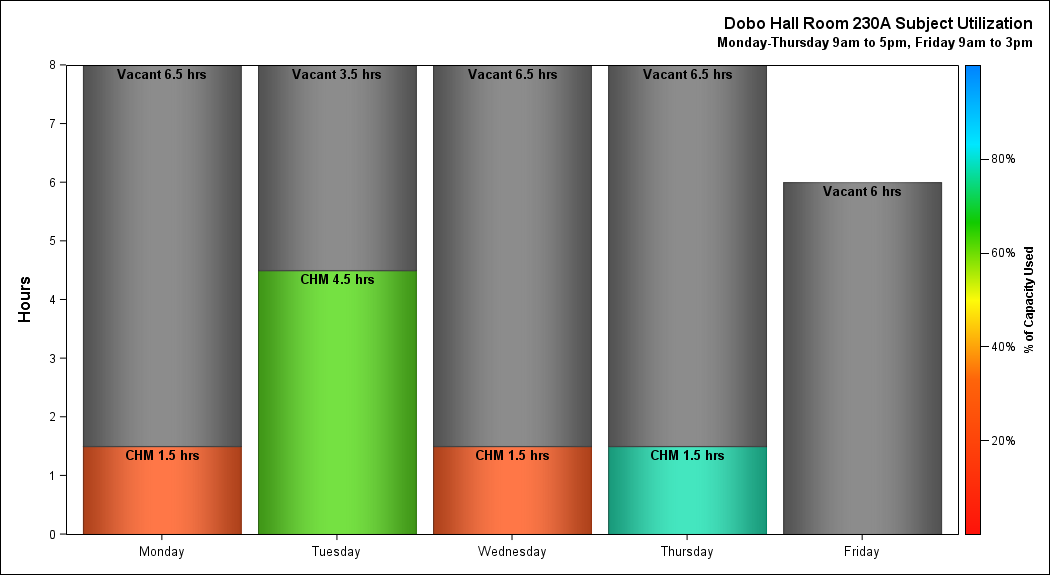 Dobo Hall Room 230A Subject Utilization
Monday-Thursday 9am to 5pm, Friday 9am to 3pm
Hours
8
7
6
5
4
3
2
1
0
Vacant 6.5 hrs
Vacant 3.5 hrs
Vacant 6.5 hrs
Vacant 6.5 hrs
Vacant 6 hrs
CHM 4.5 hrs
CHM 1.5 hrs
CHM 1.5 hrs
CHM 1.5 hrs
Monday
Tuesday
Wednesday
Thursday
Friday
80%
60%
40%
20%
% of Capacity Used